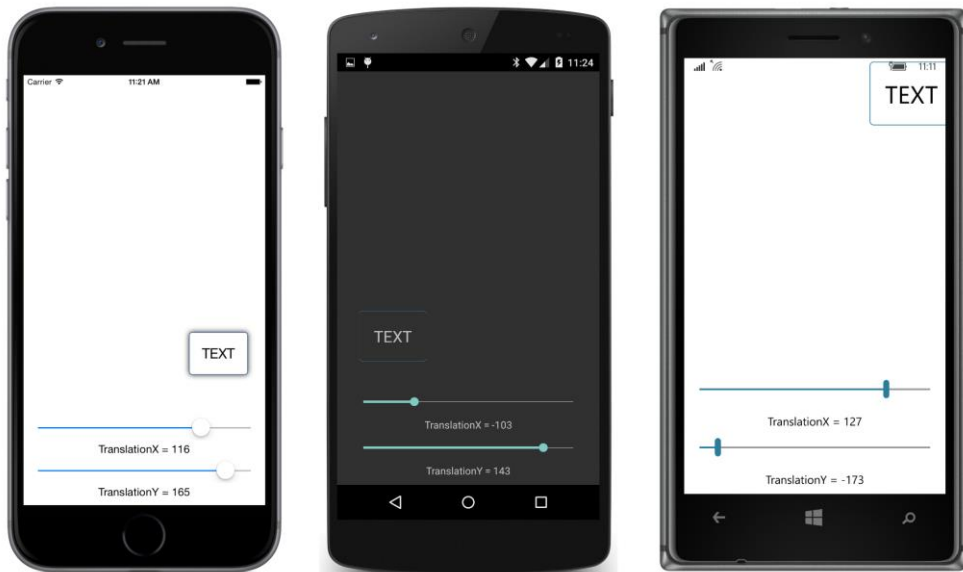 Carrier 11:21 AM
TEXT
TranslationX = 116
TranslationY = 165
11:24
TEXT
TranslationX = -103
TranslationY = 143
11:11
TEXT
TranslationX = 127
TranslationY = -173